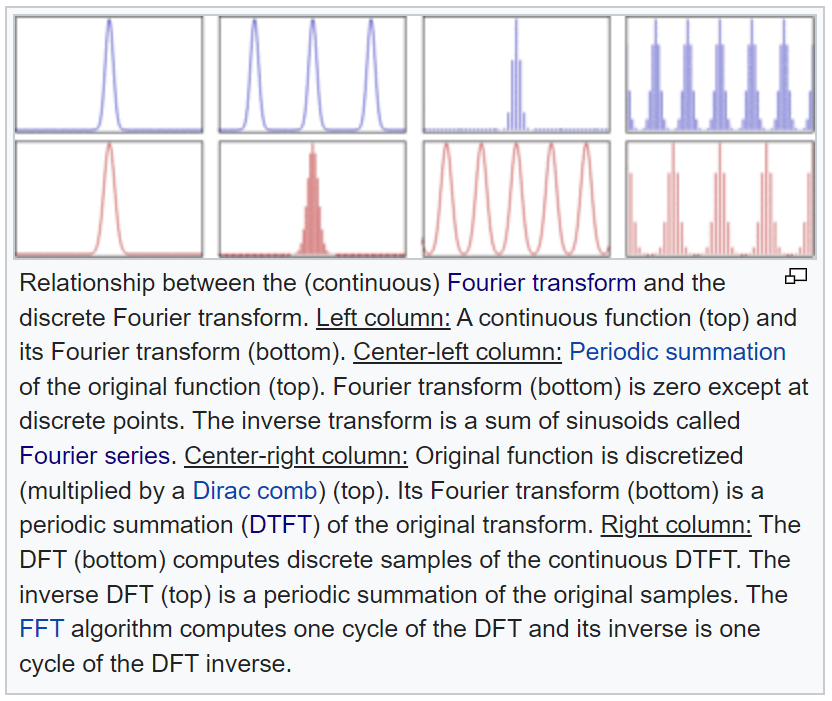 Relationship between the (continuous) Fourier transform and the
discrete Fourier transform. Left column: A continuous function (top) and
its Fourier transform (bottom). Center-left column: Periodic summation
of the original function (top). Fourier transform (bottom) is zero except at
discrete points. The inverse transform is a sum of sinusoids called
Fourier series. Center-right column: Original function is discretized
(multiplied by a Dirac comb) (top). Its Fourier transform (bottom) is a
periodic summation (DTFT) of the original transform. Right column: The
DFT (bottom) computes discrete samples of the continuous DTFT. The
inverse DFT (top) is a periodic summation of the original samples. The
FFT algorithm computes one cycle of the DFT and its inverse is one
cycle of the DFT inverse.